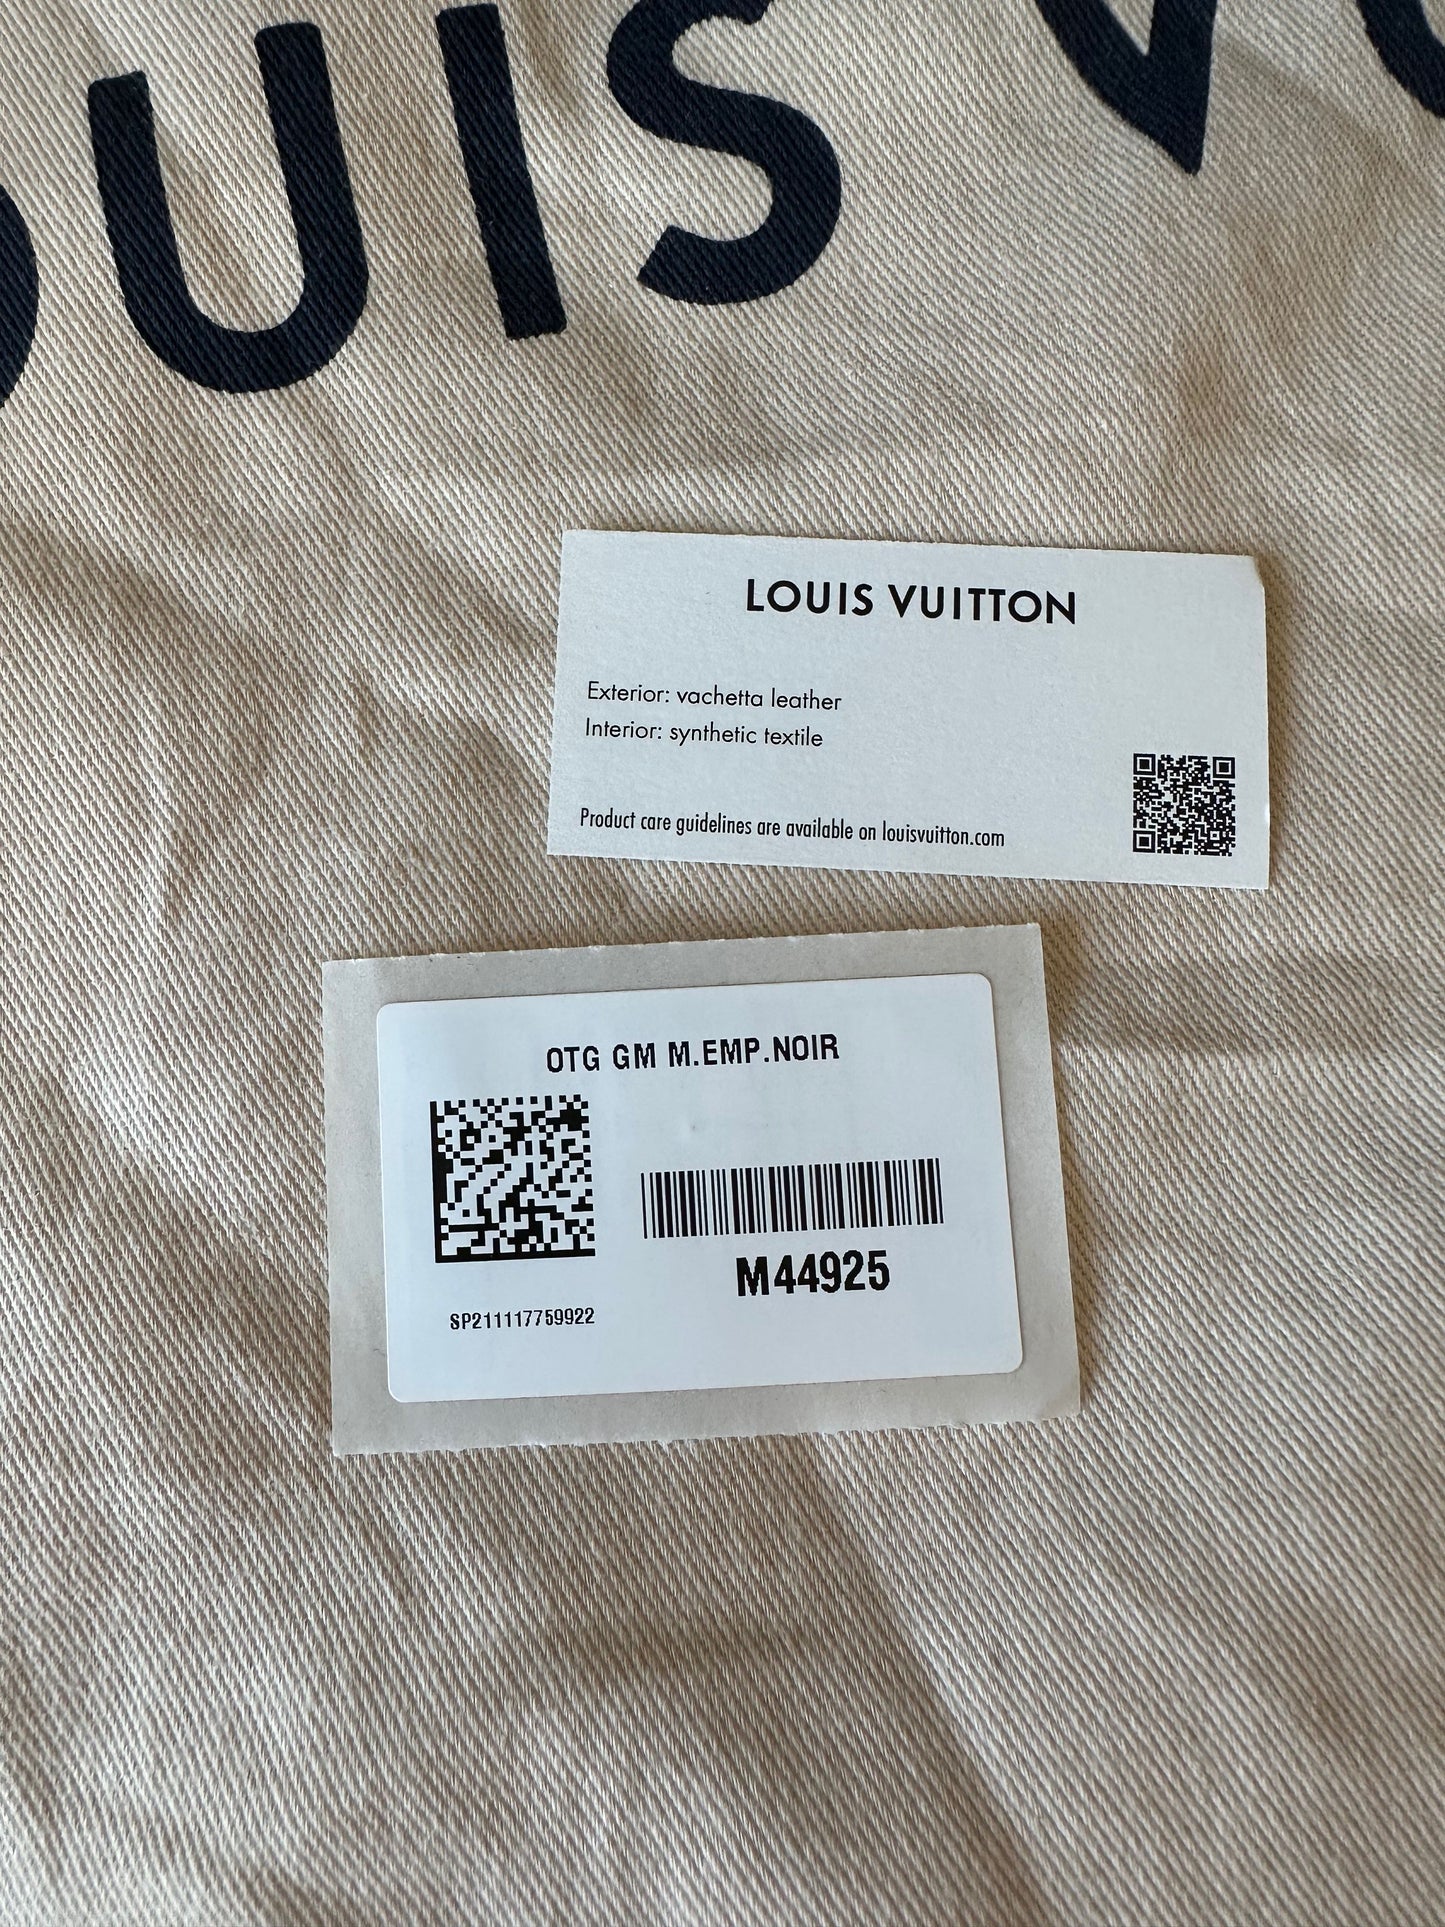 OUIS VU
LOUIS VUITTON
Exterior: vachetta leather
Interior: synthetic textile
Product care guidelines are available on louisvuitton.com
OTG GM M.EMP.NOIR
M44925
SP211117759922